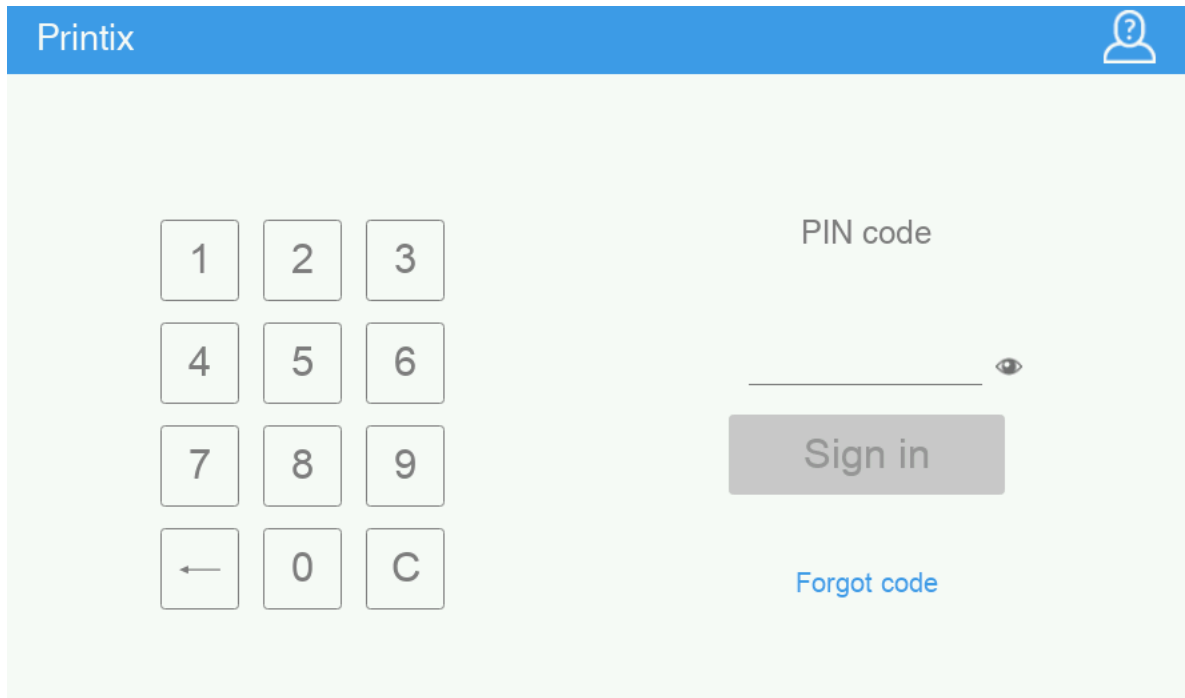 Printix
?
PIN code
1 2 3
4 5 6
7 8 9
← 0 C
Sign in
Forgot code